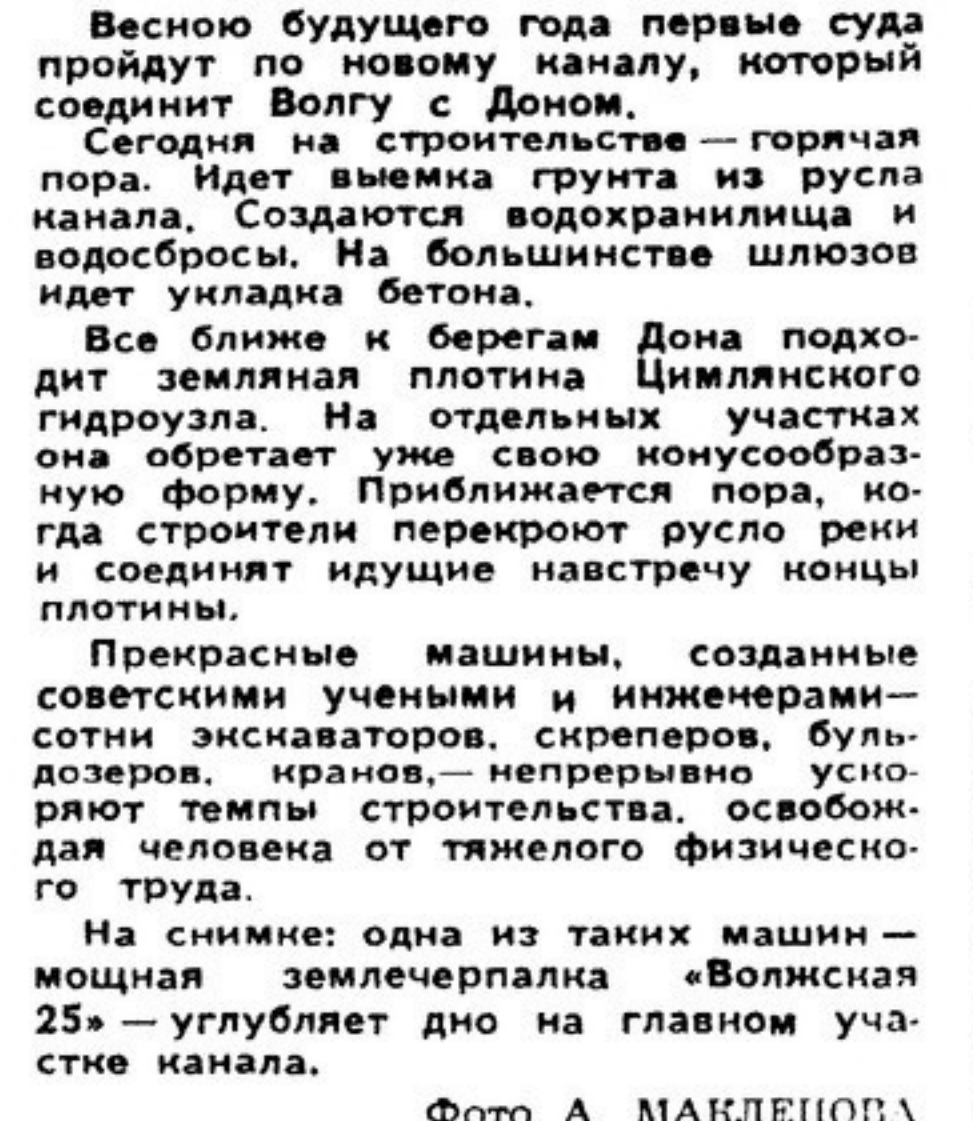 Весною будущего года первые суда
пройдут по новому каналу, который
соединит Волгу с Доном.
Сегодня на строительстве — горячая
пора. Идет выемка грунта из русла
канала. Создаются водохранилища и
водосбросы. На большинстве шлюзов
идет укладка бетона.
Все ближе к берегам Дона подхо-
дит земляная плотина Цимлянского
гидроузла. На отдельных участках
она обретает уже свою конусообраз-
ную форму. Приближается пора, ко-
гда строители перекроют русло реки
и соединят идущие навстречу концы
плотины.
Прекрасные машины, созданные
советскими учеными и инженерами—
сотни экскаваторов, скреперов, буль-
дозеров, кранов,— непрерывно уско-
ряют темпы строительства, освобож-
дая человека от тяжелого физическо-
го труда.
На снимке: одна из таких машин —
мощная землечерпалка «Волжская
25» — углубляет дно на главном уча-
стке канала.
Фото А.